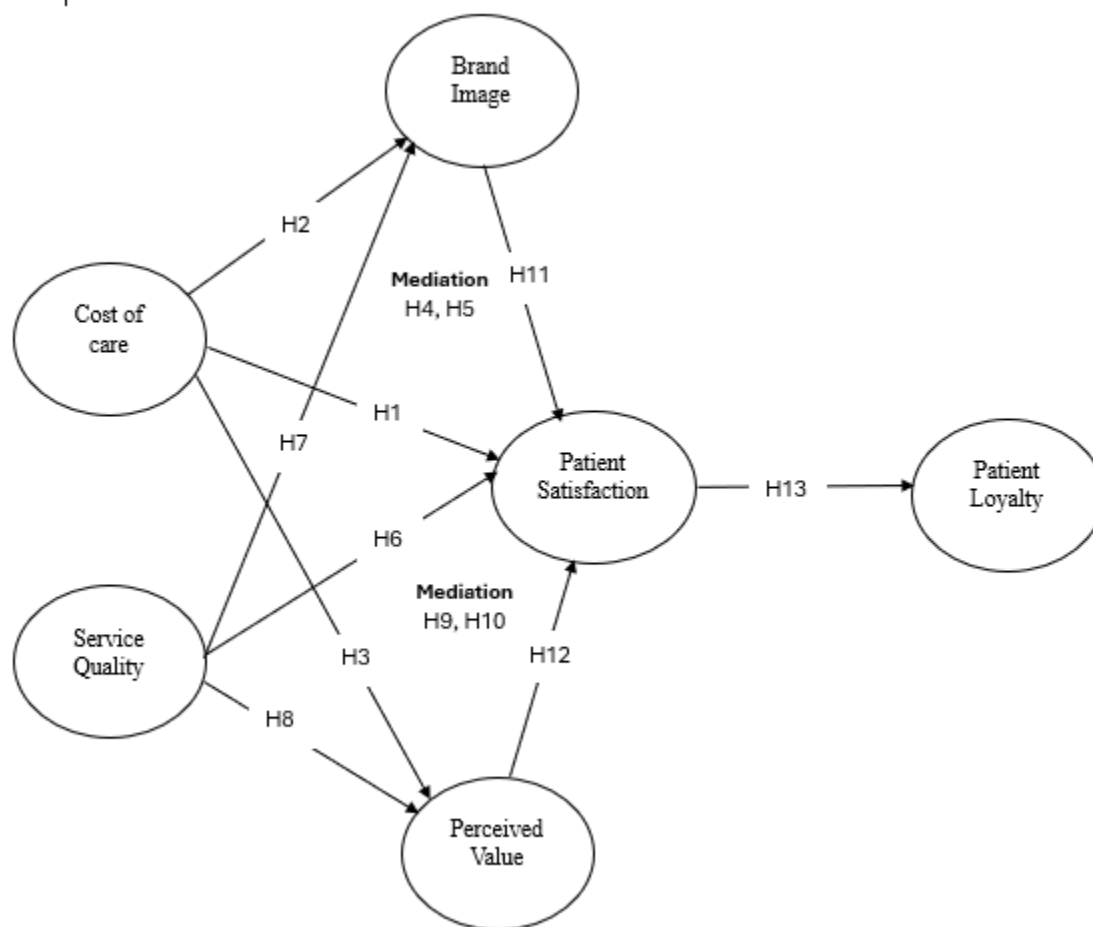 Brand
Image
H2
Mediation
H4, H5
H11
Cost of
care
H1
H7
Patient
Satisfaction
H13
Patient
Loyalty
H6
Mediation
H9, H10
Service
Quality
H3
H12
H8
Perceived
Value